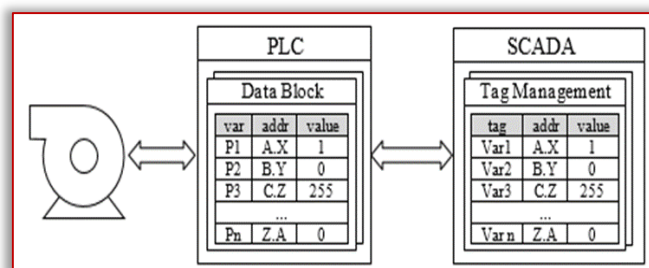 PLC
Data Block
var addr value
P1 A.X 1
P2 B.Y 0
P3 C.Z 255
...
Pn Z.A 0
SCADA
Tag Management
tag addr value
Var1 A.X 1
Var2 B.Y 0
Var3 C.Z 255
...
Varn Z.A 0